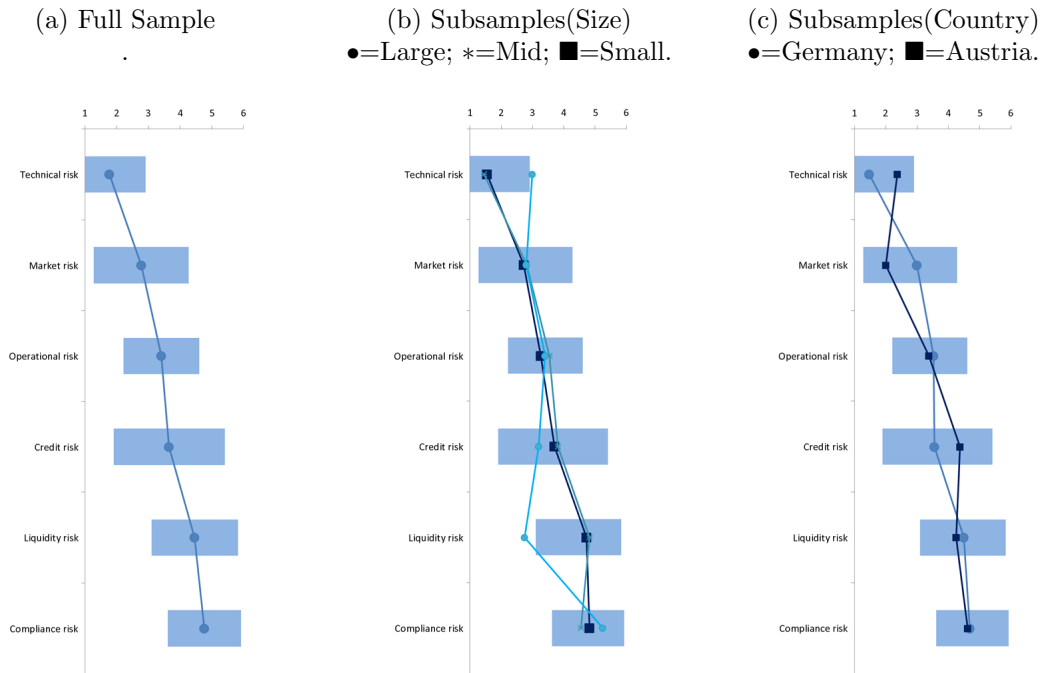 (a) Full Sample
.
1 2 3 4 5 6
Technical risk
Market risk
Operational risk
Credit risk
Liquidity risk
Compliance risk
(b) Subsamples(Size)
●=Large; *=Mid; ■=Small.
1 2 3 4 5 6
Technical risk
Market risk
Operational risk
Credit risk
Liquidity risk
Compliance risk
(c) Subsamples(Country)
●=Germany; ■=Austria.
1 2 3 4 5 6
Technical risk
Market risk
Operational risk
Credit risk
Liquidity risk
Compliance risk